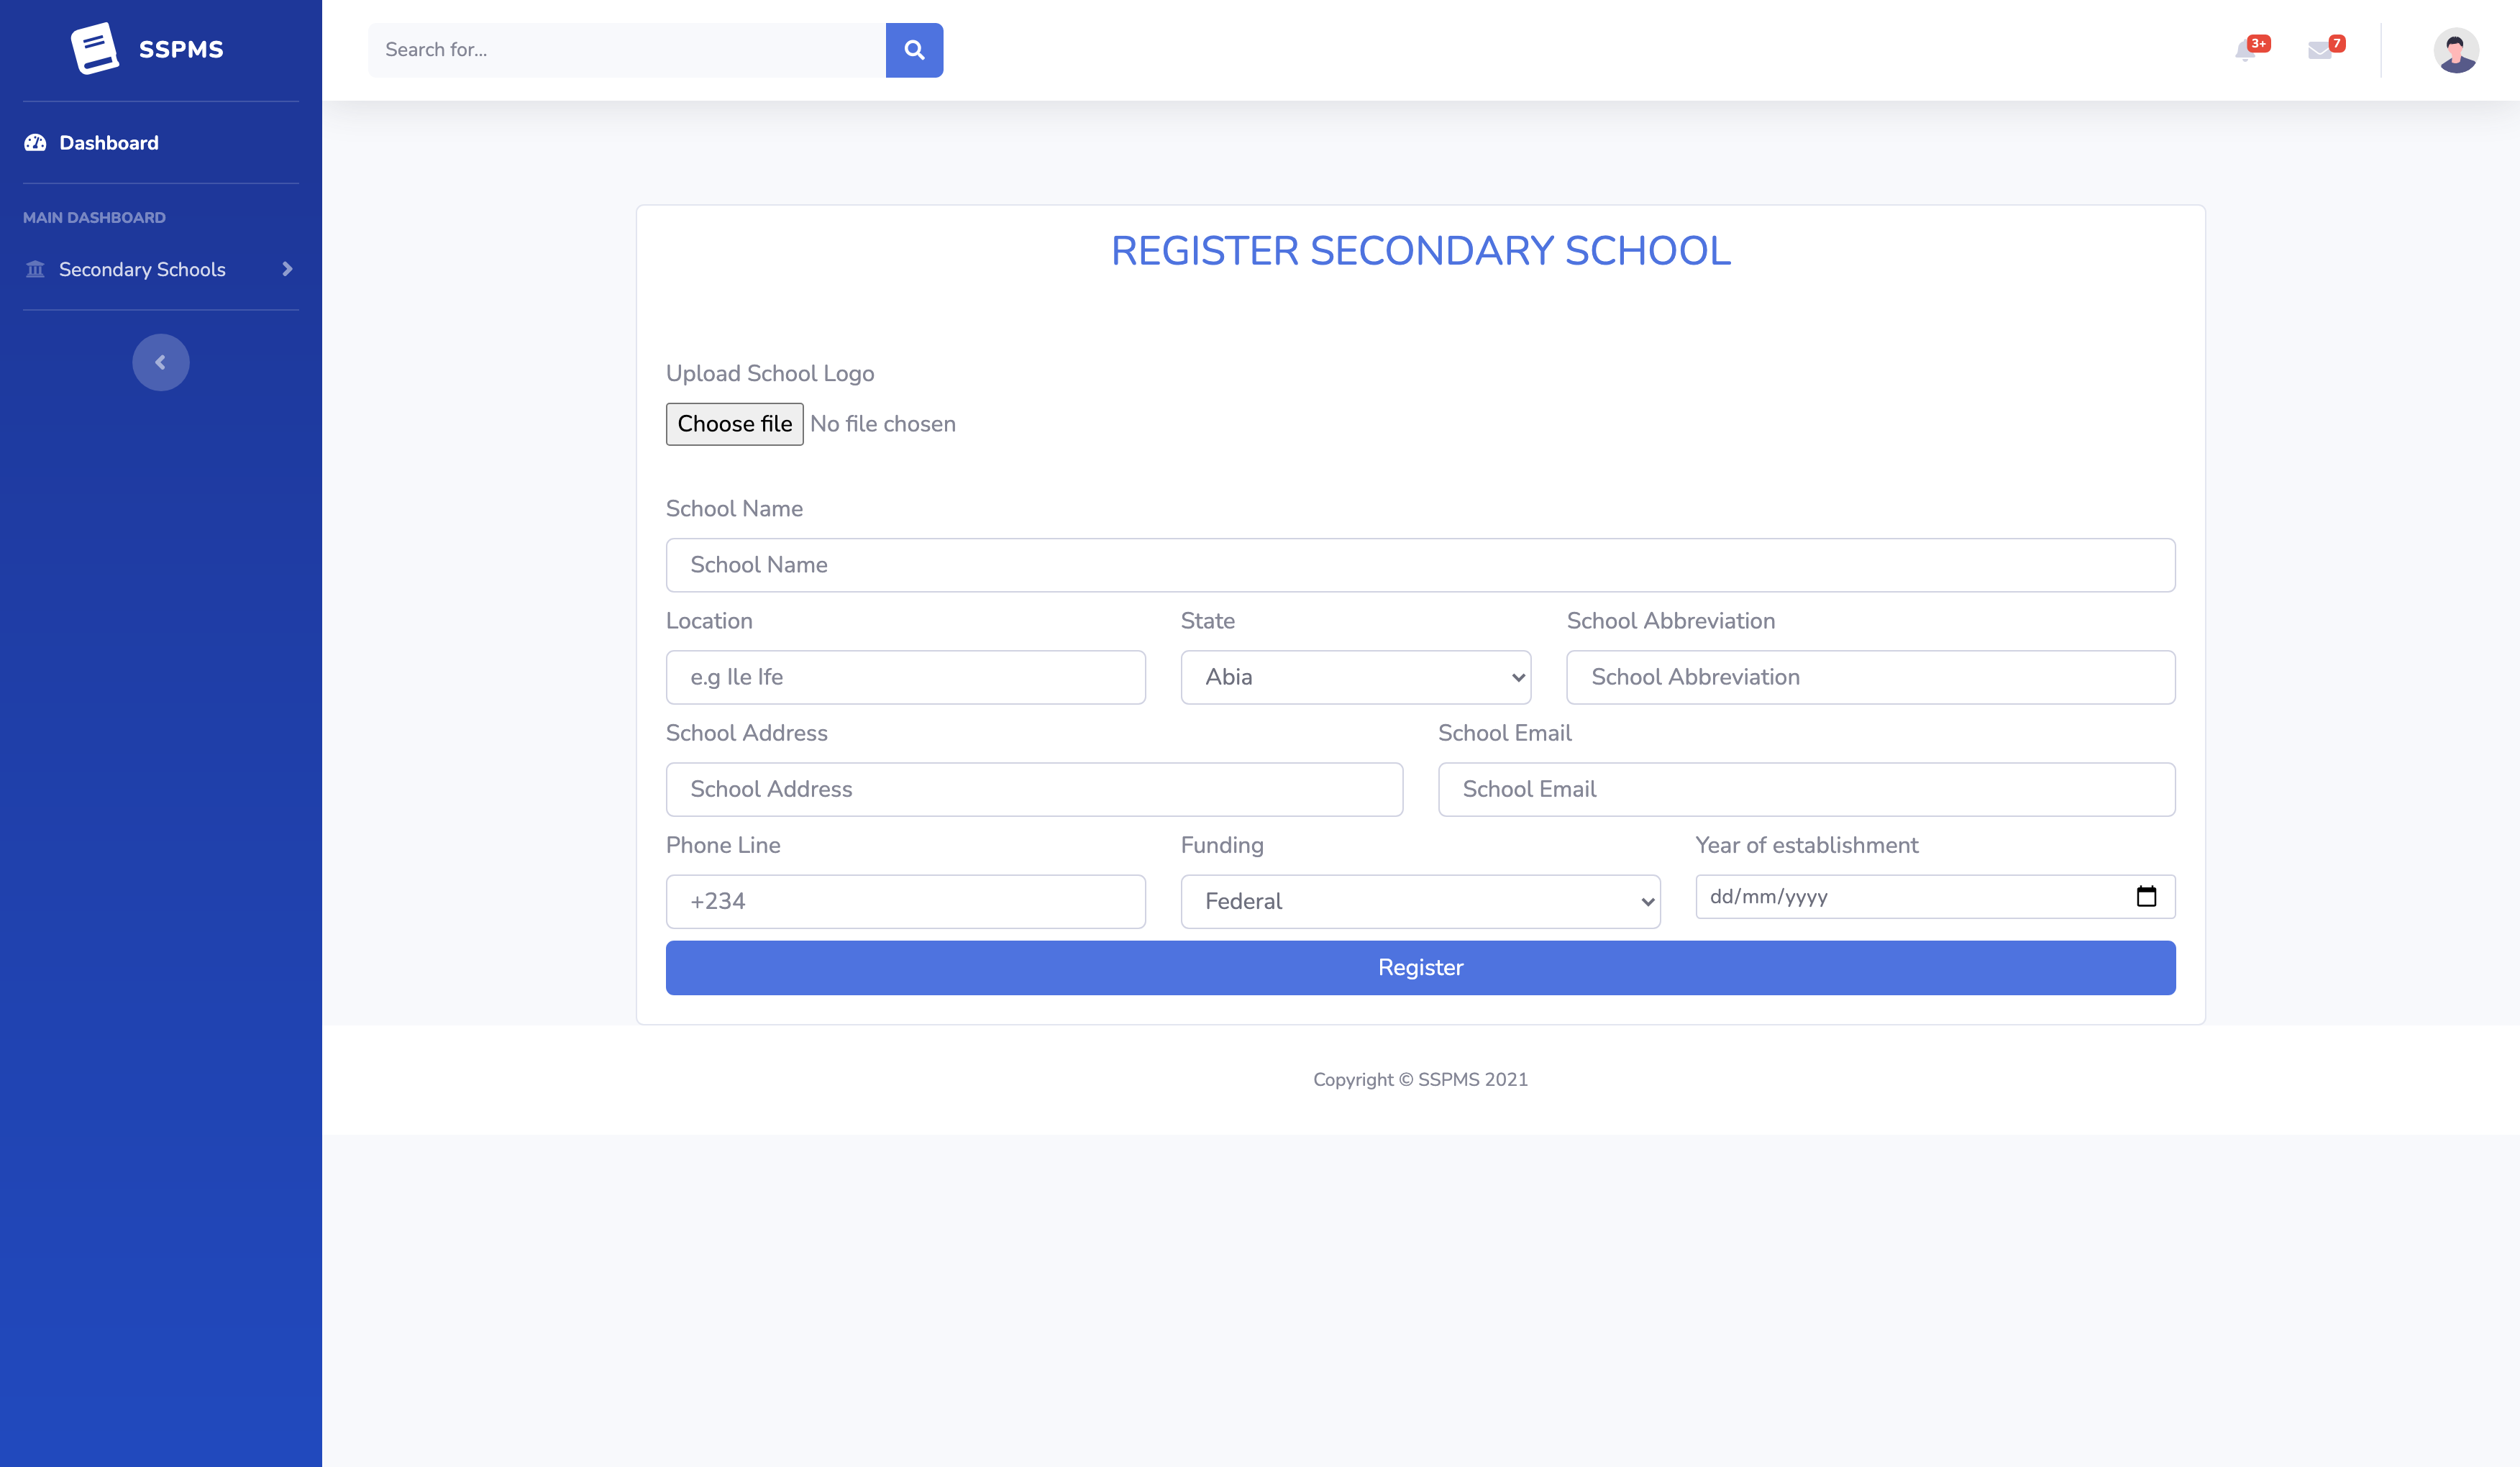 SSPMS
Search for...
3+
7
Dashboard
MAIN DASHBOARD
Secondary Schools
REGISTER SECONDARY SCHOOL
Upload School Logo
Choose file No file chosen
School Name
School Name
Location State School Abbreviation
e.g Ile Ife Abia School Abbreviation
School Address School Email
School Address School Email
Phone Line Funding Year of establishment
+234 Federal dd/mm/yyyy
Register
Copyright © SSPMS 2021